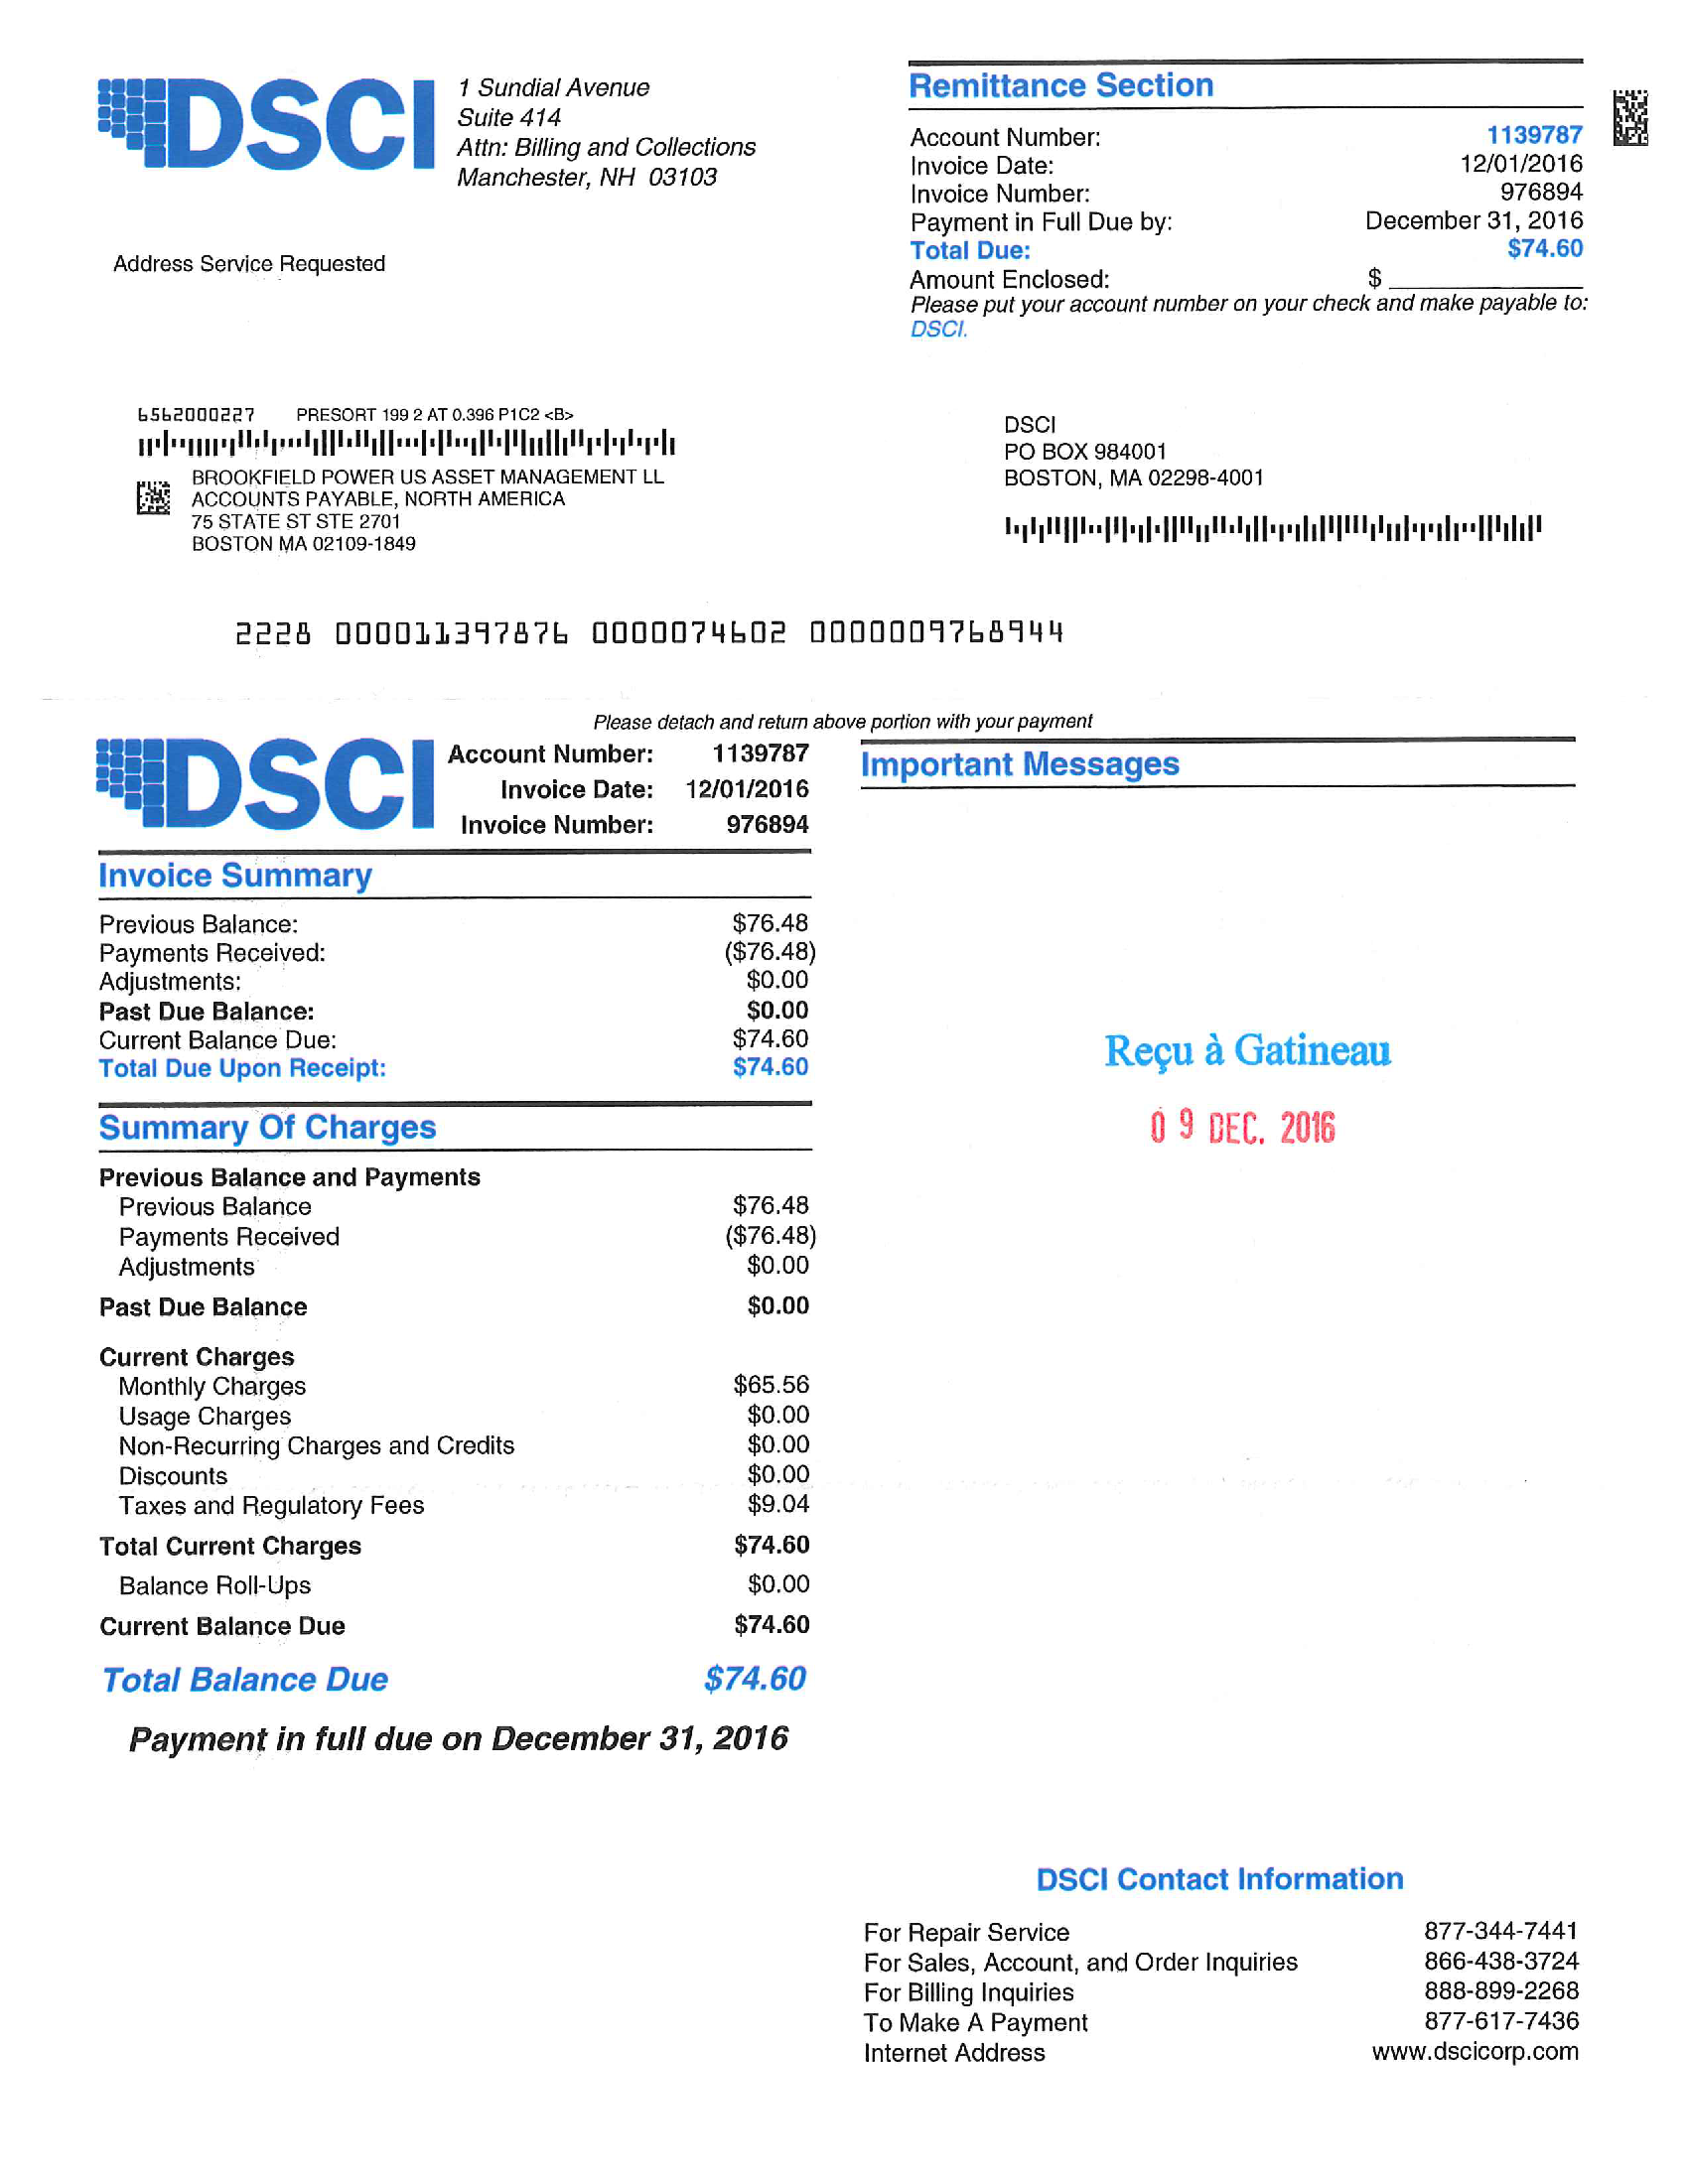 DSCI
1 Sundial Avenue
Suite 414
Attn: Billing and Collections
Manchester, NH 03103
Address Service Requested
Remittance Section
Account Number: 1139787
Invoice Date: 12/01/2016
Invoice Number: 976894
Payment in Full Due by: December 31, 2016
Total Due: $74.60
Amount Enclosed: $
Please put your account number on your check and make payable to:
DSCI.
6562000227 PRESORT 199 2 AT 0.396 P1C2 <B>
BROOKFIELD POWER US ASSET MANAGEMENT LL
ACCOUNTS PAYABLE, NORTH AMERICA
75 STATE ST STE 2701
BOSTON MA 02109-1849
DSCI
PO BOX 984001
BOSTON, MA 02298-4001
2228 000011397876 0000074602 0000009768944
Please detach and return above portion with your payment
DSCI
Account Number: 1139787
Invoice Date: 12/01/2016
Invoice Number: 976894
Important Messages
Invoice Summary
Previous Balance: $76.48
Payments Received: ($76.48)
Adjustments: $0.00
Past Due Balance: $0.00
Current Balance Due: $74.60
Total Due Upon Receipt: $74.60
Reçu à Gatineau
09 DEC. 2016
Summary Of Charges
Previous Balance and Payments
Previous Balance $76.48
Payments Received ($76.48)
Adjustments $0.00
Past Due Balance $0.00
Current Charges
Monthly Charges $65.56
Usage Charges $0.00
Non-Recurring Charges and Credits $0.00
Discounts $0.00
Taxes and Regulatory Fees $9.04
Total Current Charges $74.60
Balance Roll-Ups $0.00
Current Balance Due $74.60
Total Balance Due $74.60
Payment in full due on December 31, 2016
DSCI Contact Information
For Repair Service 877-344-7441
For Sales, Account, and Order Inquiries 866-438-3724
For Billing Inquiries 888-899-2268
To Make A Payment 877-617-7436
Internet Address www.dscicorp.com